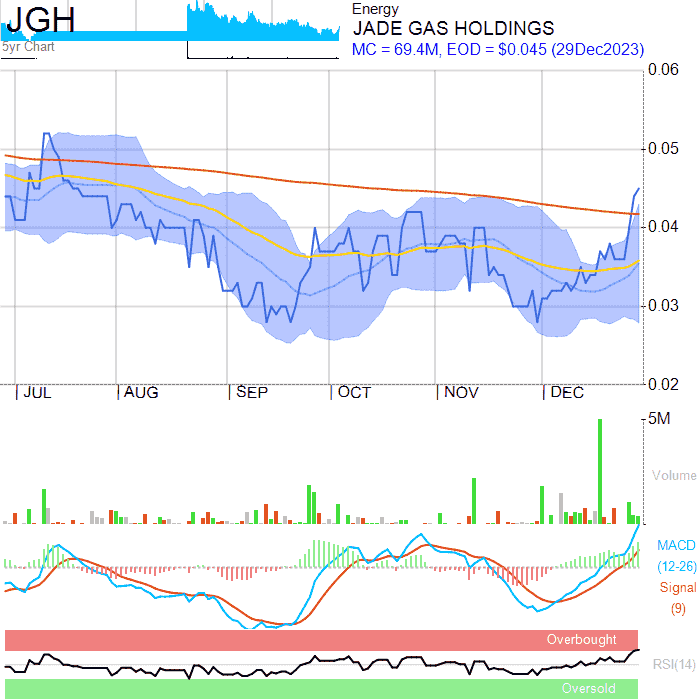 JGH
5yr Chart
Energy
JADE GAS HOLDINGS
MC = 69.4M, EOD = $0.045 (29Dec2023)
0.06
0.05
0.04
0.03
0.02
JUL AUG SEP OCT NOV DEC
5M
Volume
MACD
(12-26)
Signal
(9)
Overbought
RSI(14)
Oversold